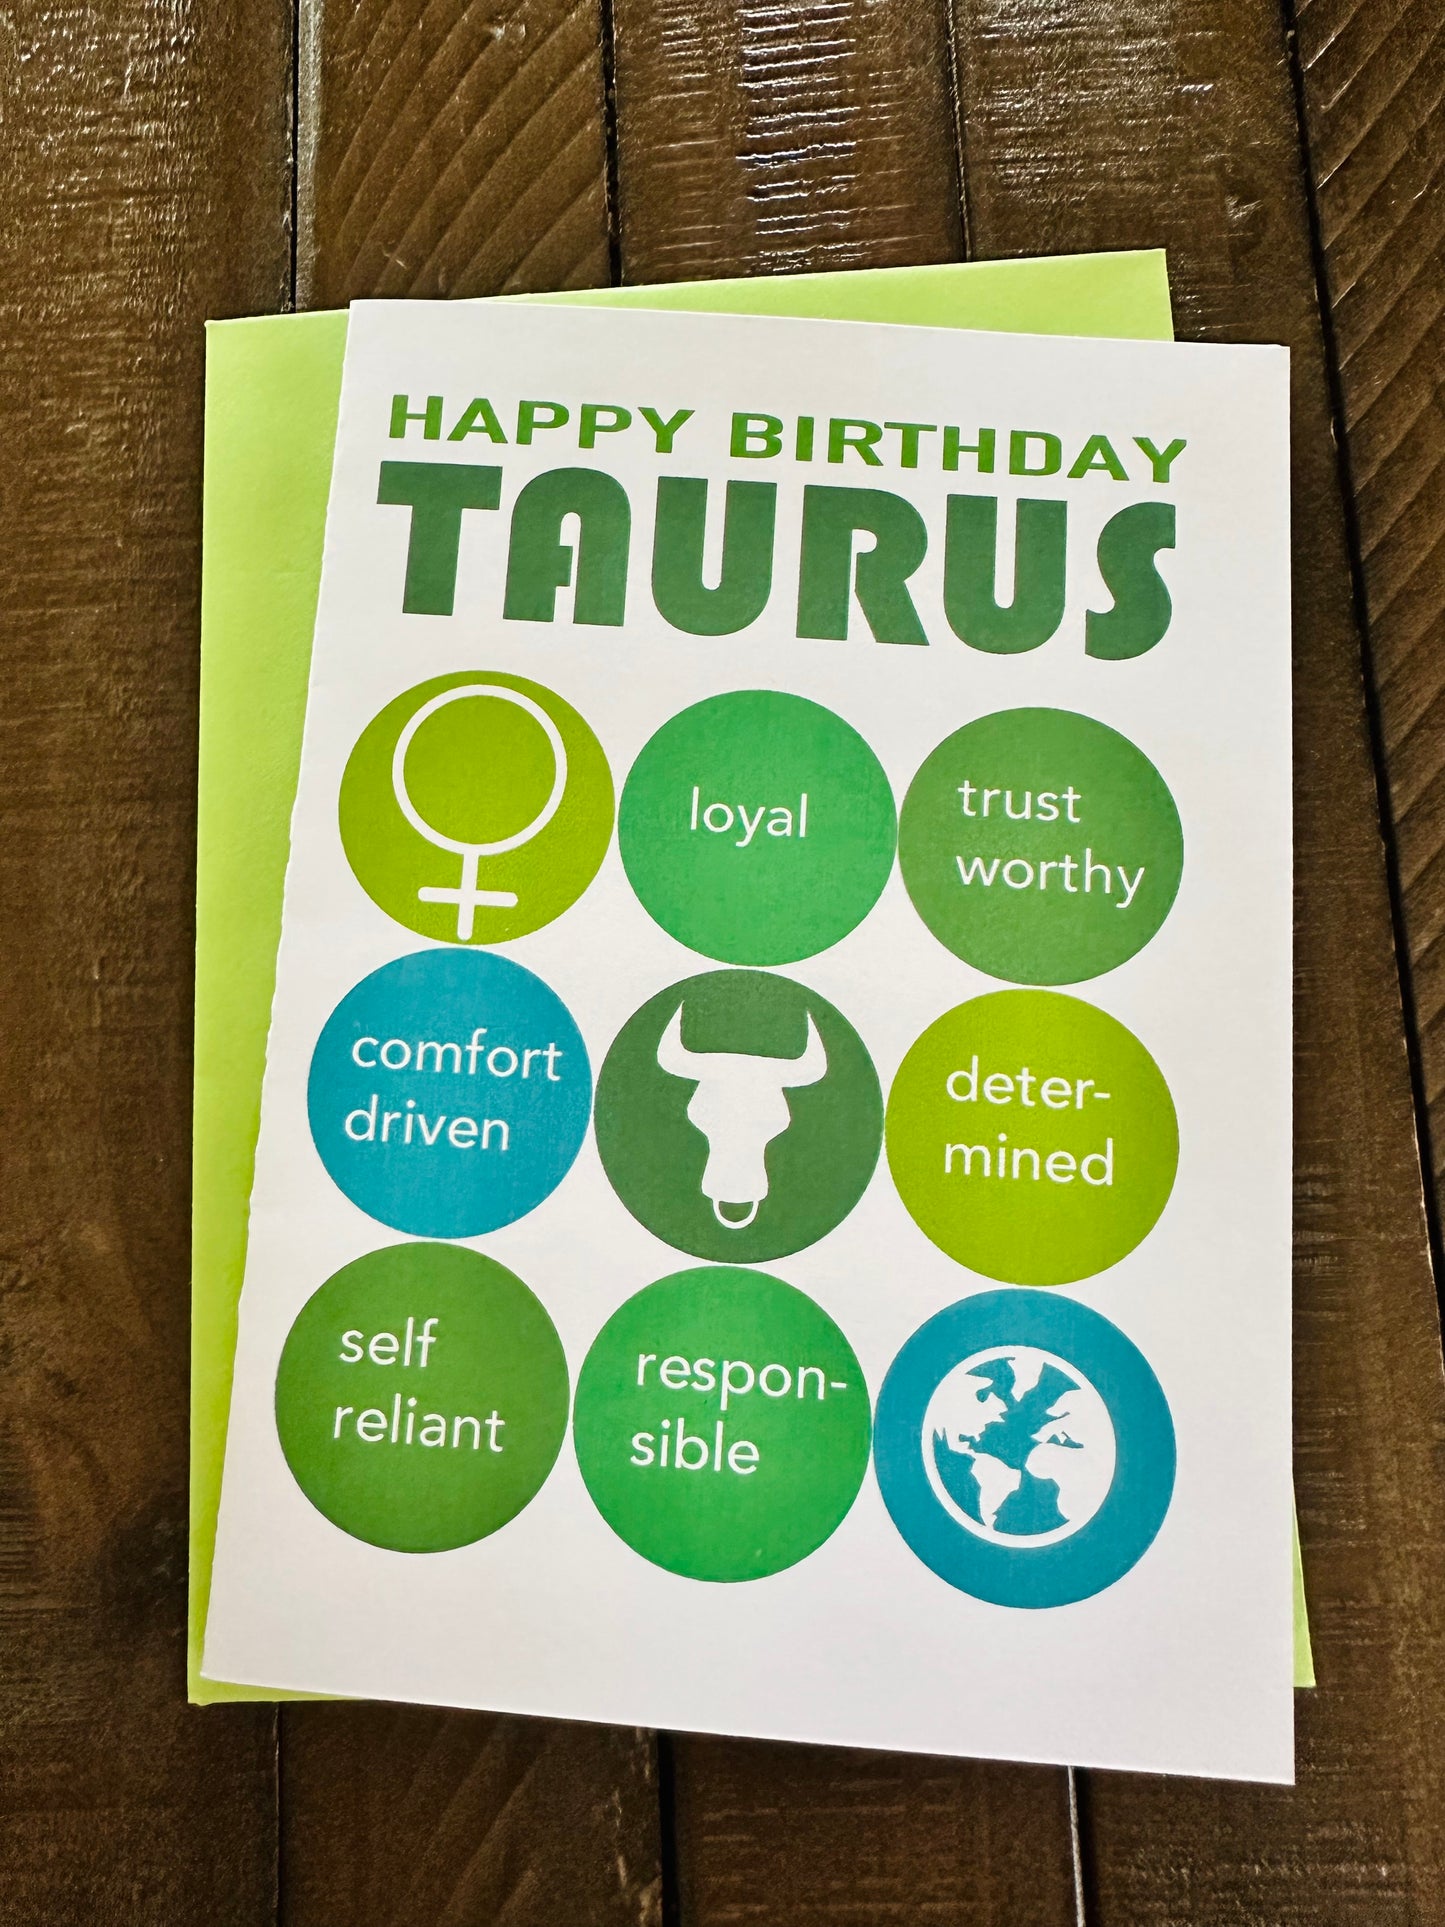 HAPPY BIRTHDAY
TAURUS
loyal
trust
worthy
comfort
driven
deter-
mined
self
reliant
respon-
sible